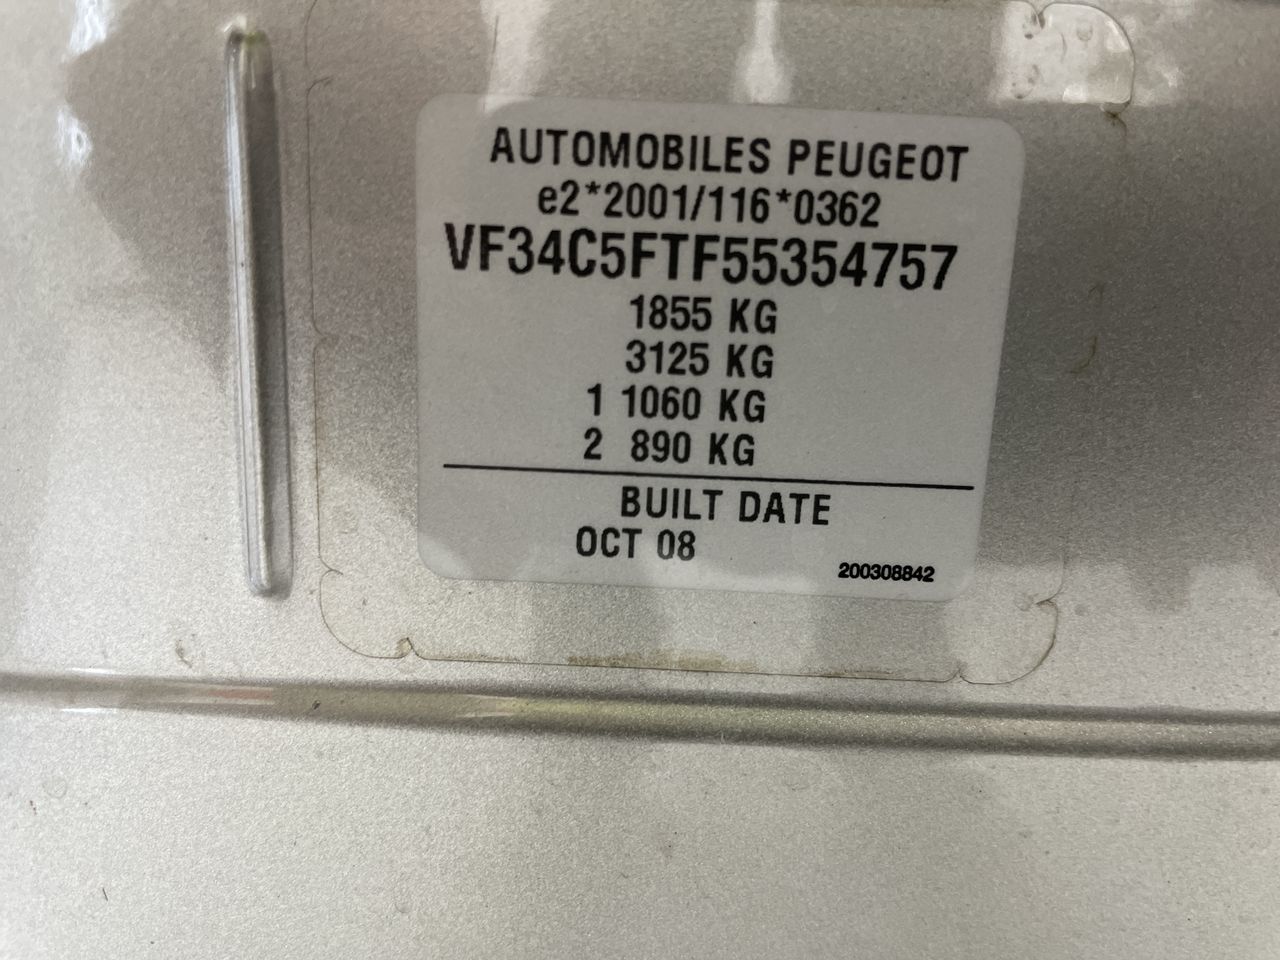 AUTOMOBILES PEUGEOT
e2*2001/116*0362
VF34C5FTF55354757
1855 KG
3125 KG
1 1060 KG
2 890 KG
BUILT DATE
OCT 08
200308842